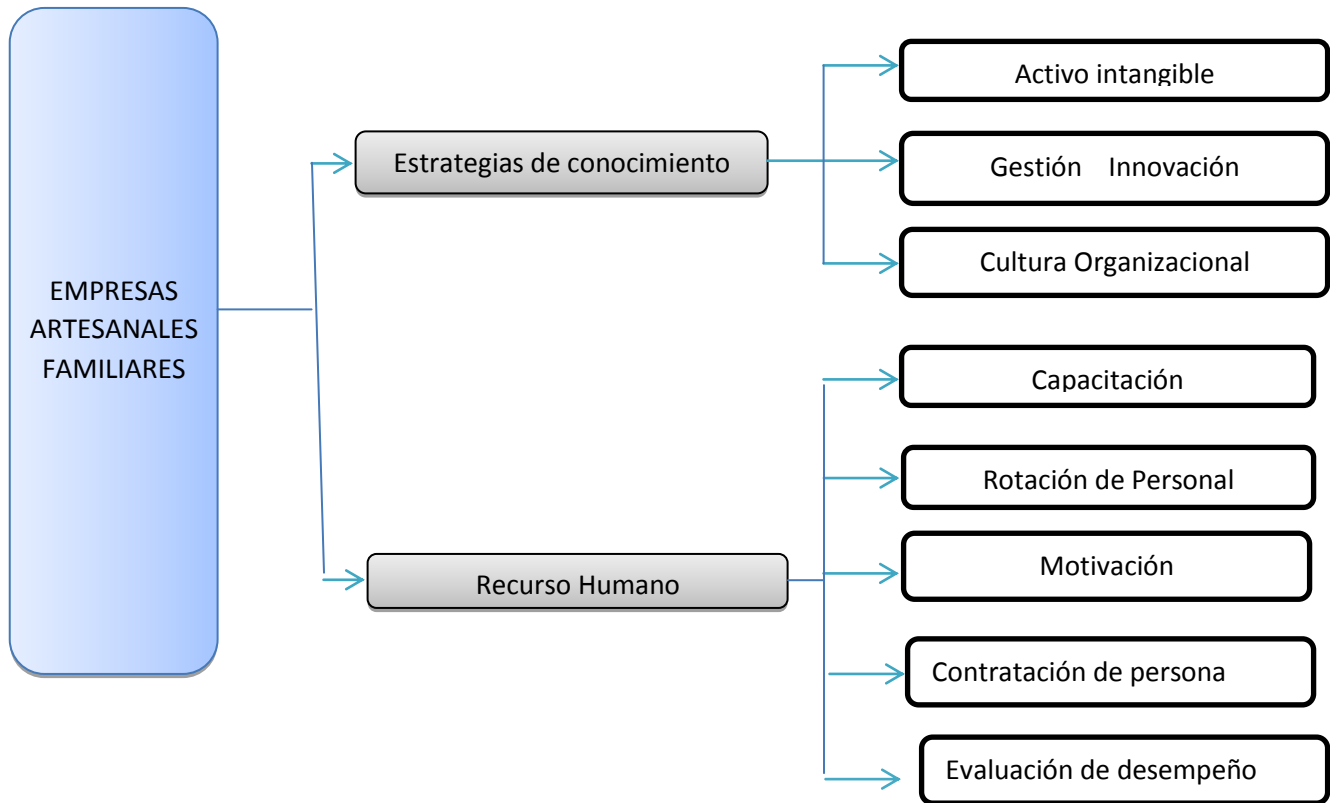 EMPRESAS
ARTESANALES
FAMILIARES
Estrategias de conocimiento
Activo intangible
Gestión Innovación
Cultura Organizacional
Recurso Humano
Capacitación
Rotación de Personal
Motivación
Contratación de persona
Evaluación de desempeño